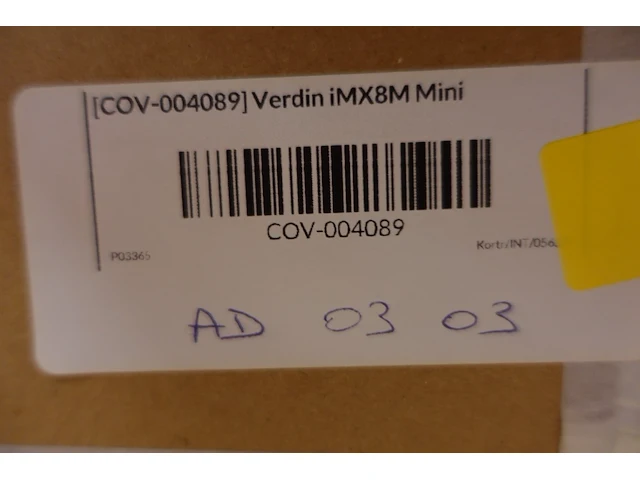 [COV-004089] Verdin iMX8M Mini
COV-004089
P03365
AD 03 03